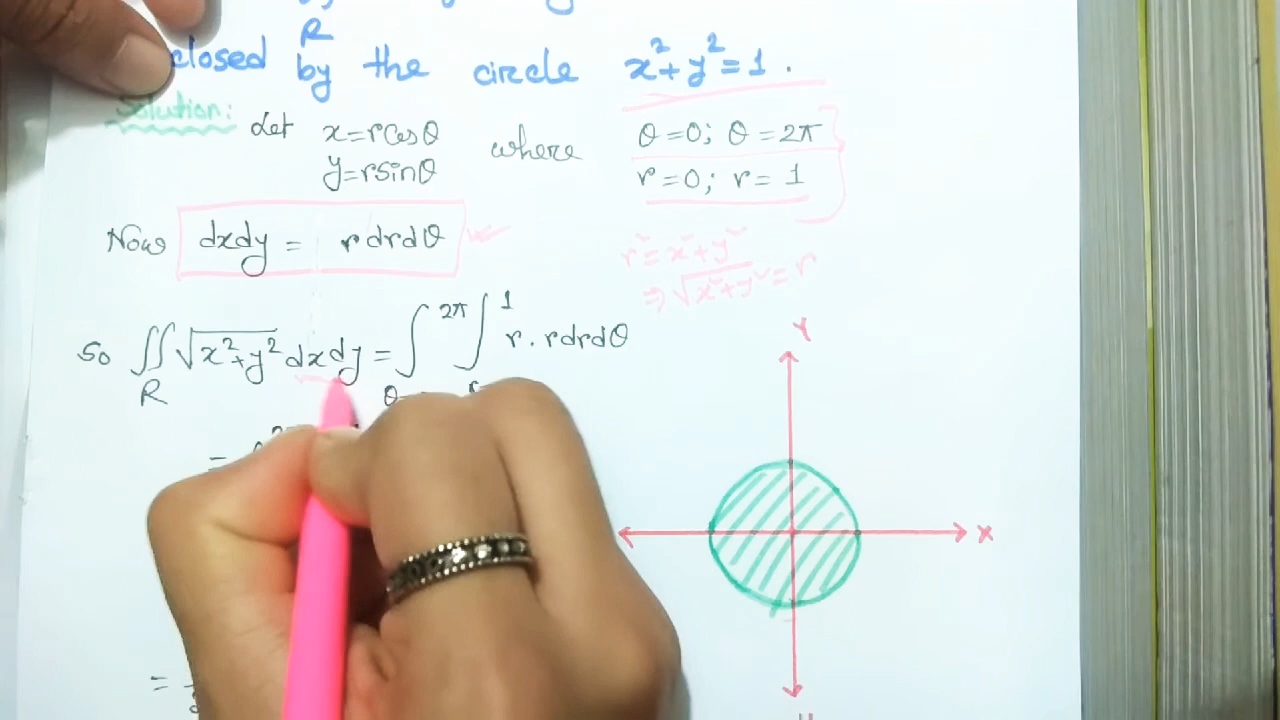 R
closed by the circle x²+y²=1.
Solution:
Let x=rcosθ where θ=0; θ=2π
y=rsinθ r=0; r=1
Now dxdy = rdrdθ
r²=x²+y²
⇒√x²+y²=r
So ∬ √x²+y² dxdy = ∫ 2π ∫ 1 r.rdrdθ
R θ
Y
=
X
=